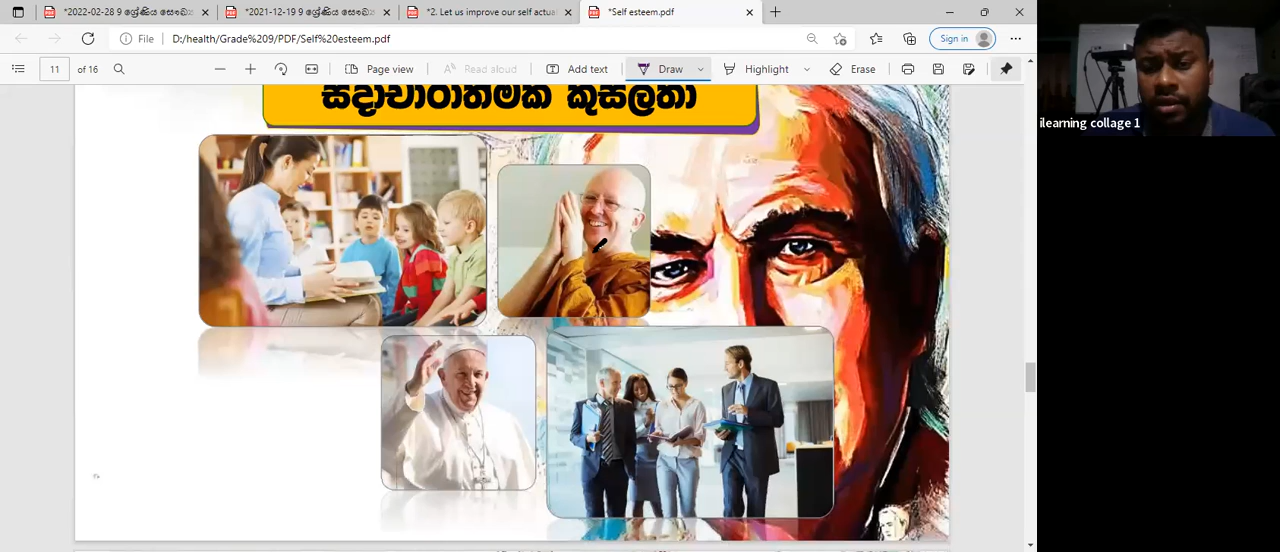 *2022-02-28 9 ශ්‍රේණිය සෞඛ්‍ය
*2021-12-19 9 ශ්‍රේණිය සෞඛ්‍ය
*2. Let us improve our self actua
*Self esteem.pdf
File
D:/health/Grade%209/PDF/Self%20esteem.pdf
Sign in
11 of 16
Page view
Read aloud
Add text
Draw
Highlight
Erase
සදාචාරාත්මක කුසලතා
ilearning collage 1